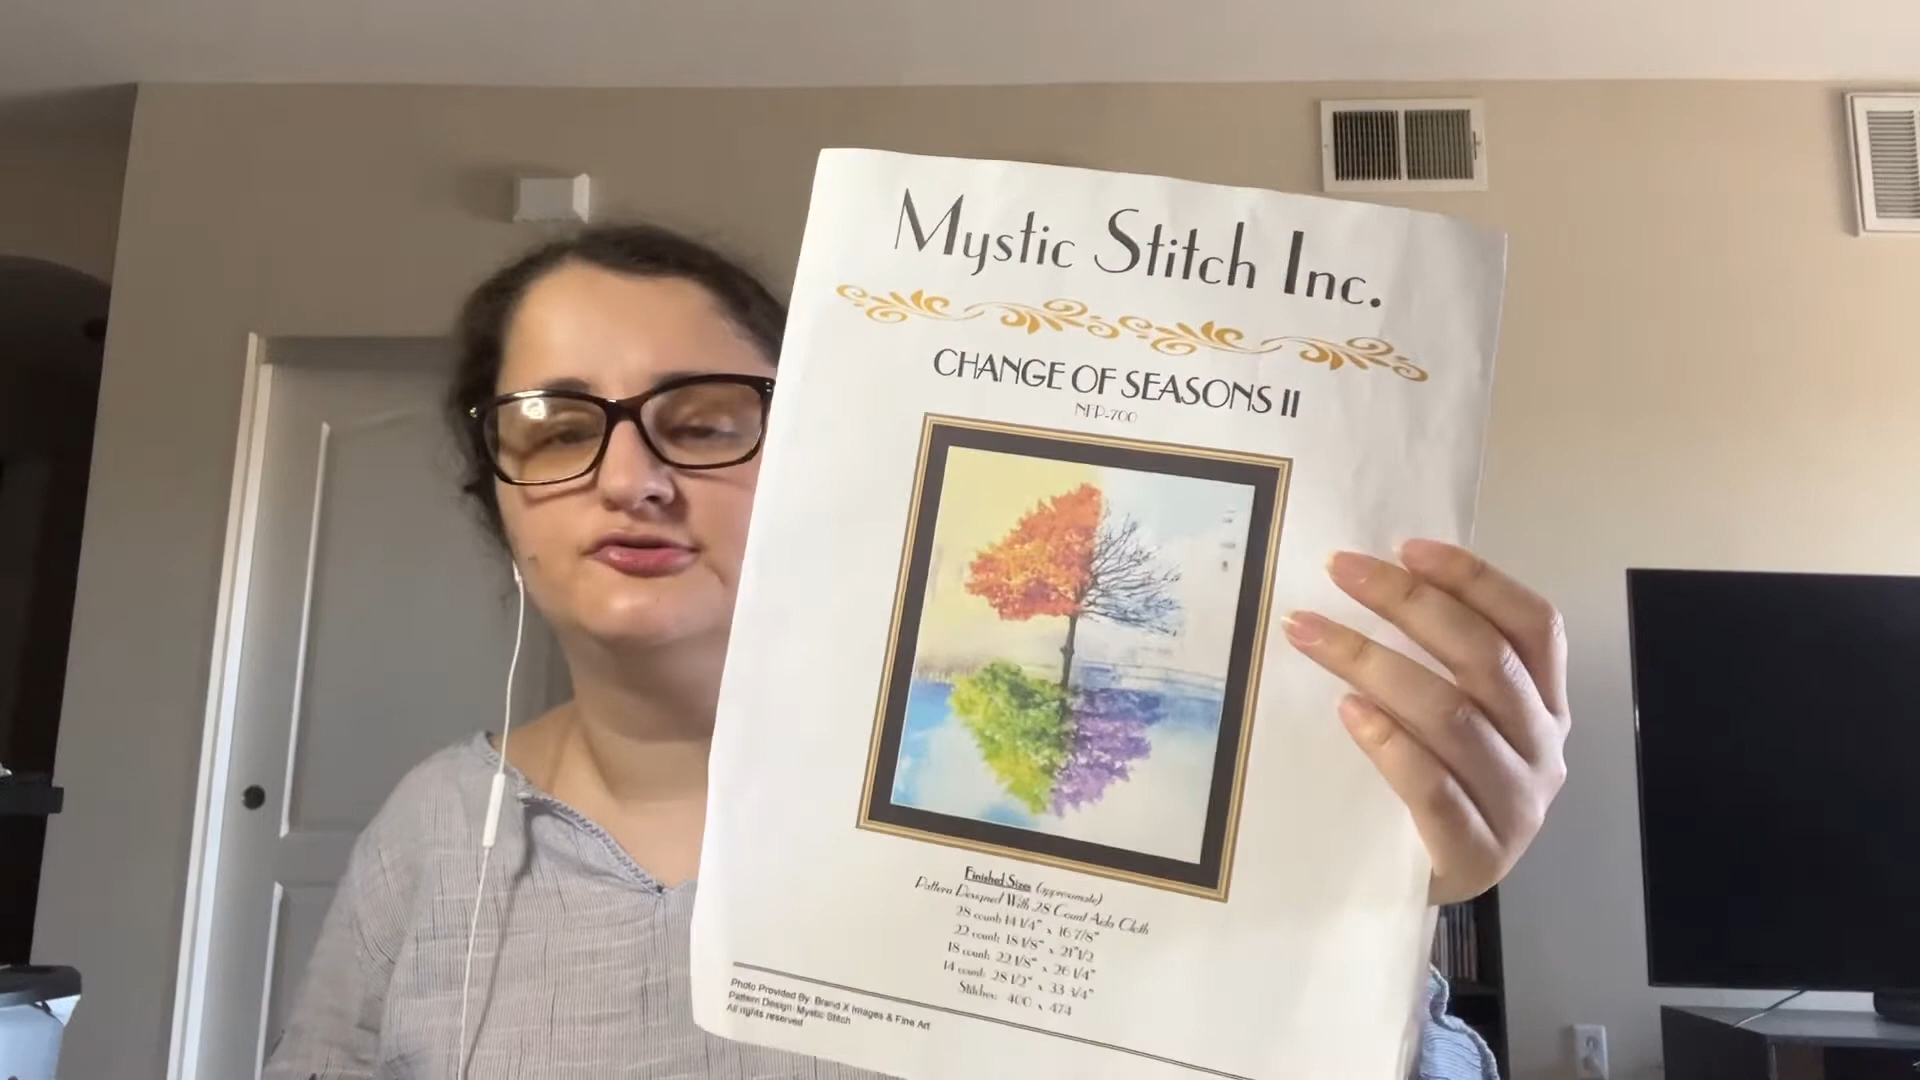 Mystic Stitch Inc.
CHANGE OF SEASONS II
NFP-700
Finished Sizes (approximate)
Pattern Designed With 28 Count Aida Cloth
28 count: 14 1/4" x 16 7/8"
22 count: 18 1/8" x 21"1/2
18 count: 22 1/8" x 26 1/4"
14 count: 28 1/2" x 33 3/4"
Stitches: 400 x 474
Photo Provided By: Brand X Images & Fine Art
Pattern Design: Mystic Stitch
All rights reserved